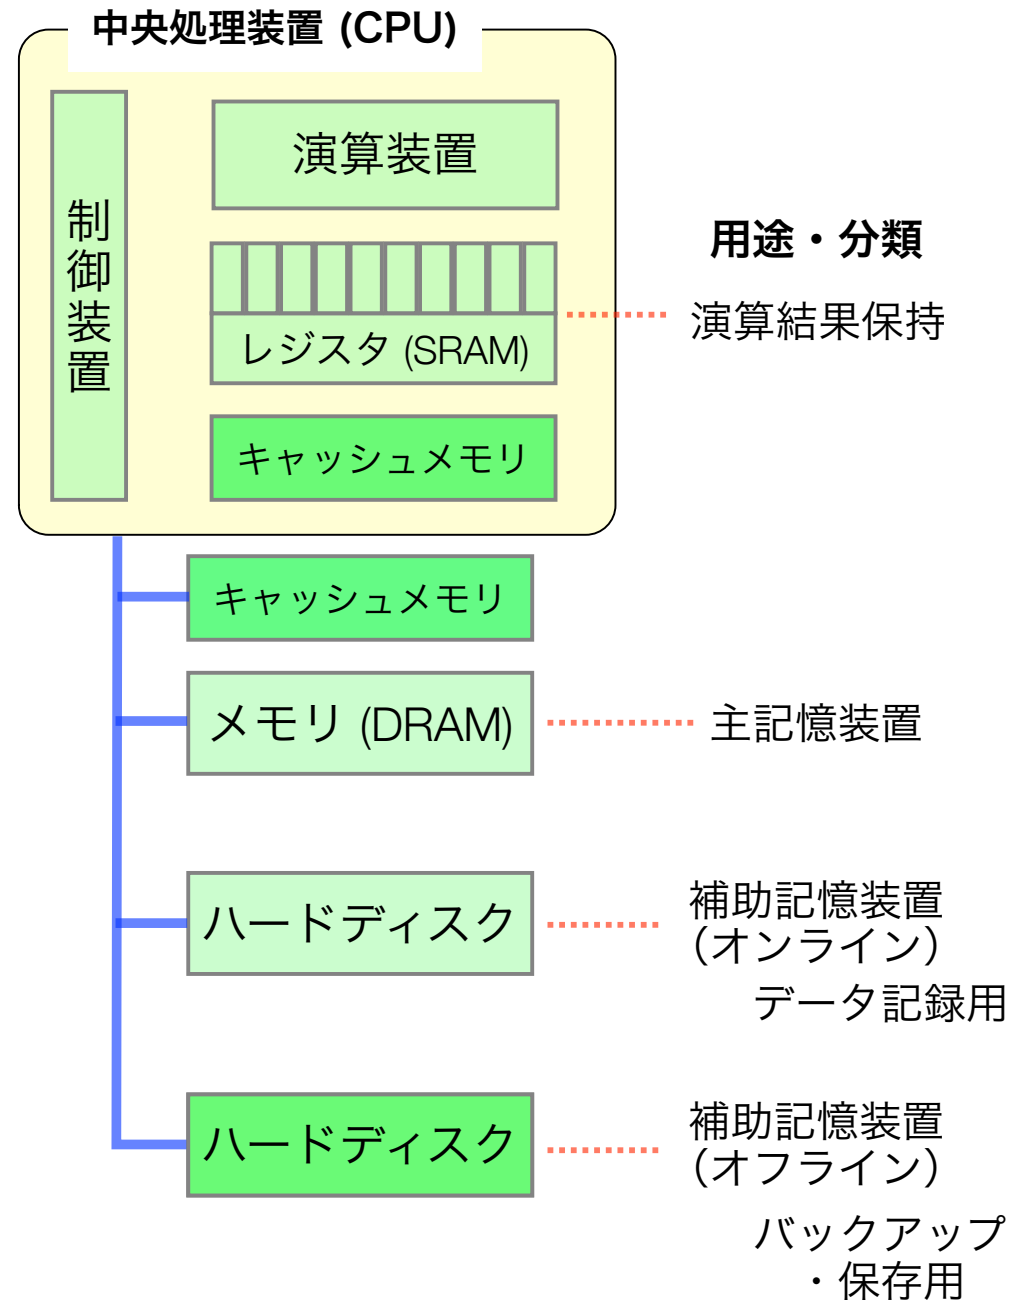 中央処理装置 (CPU)
演算装置
制御装置
用途・分類
演算結果保持
レジスタ (SRAM)
キャッシュメモリ
キャッシュメモリ
メモリ (DRAM)
主記憶装置
ハードディスク
補助記憶装置
（オンライン）
データ記録用
ハードディスク
補助記憶装置
（オフライン）
バックアップ
・保存用